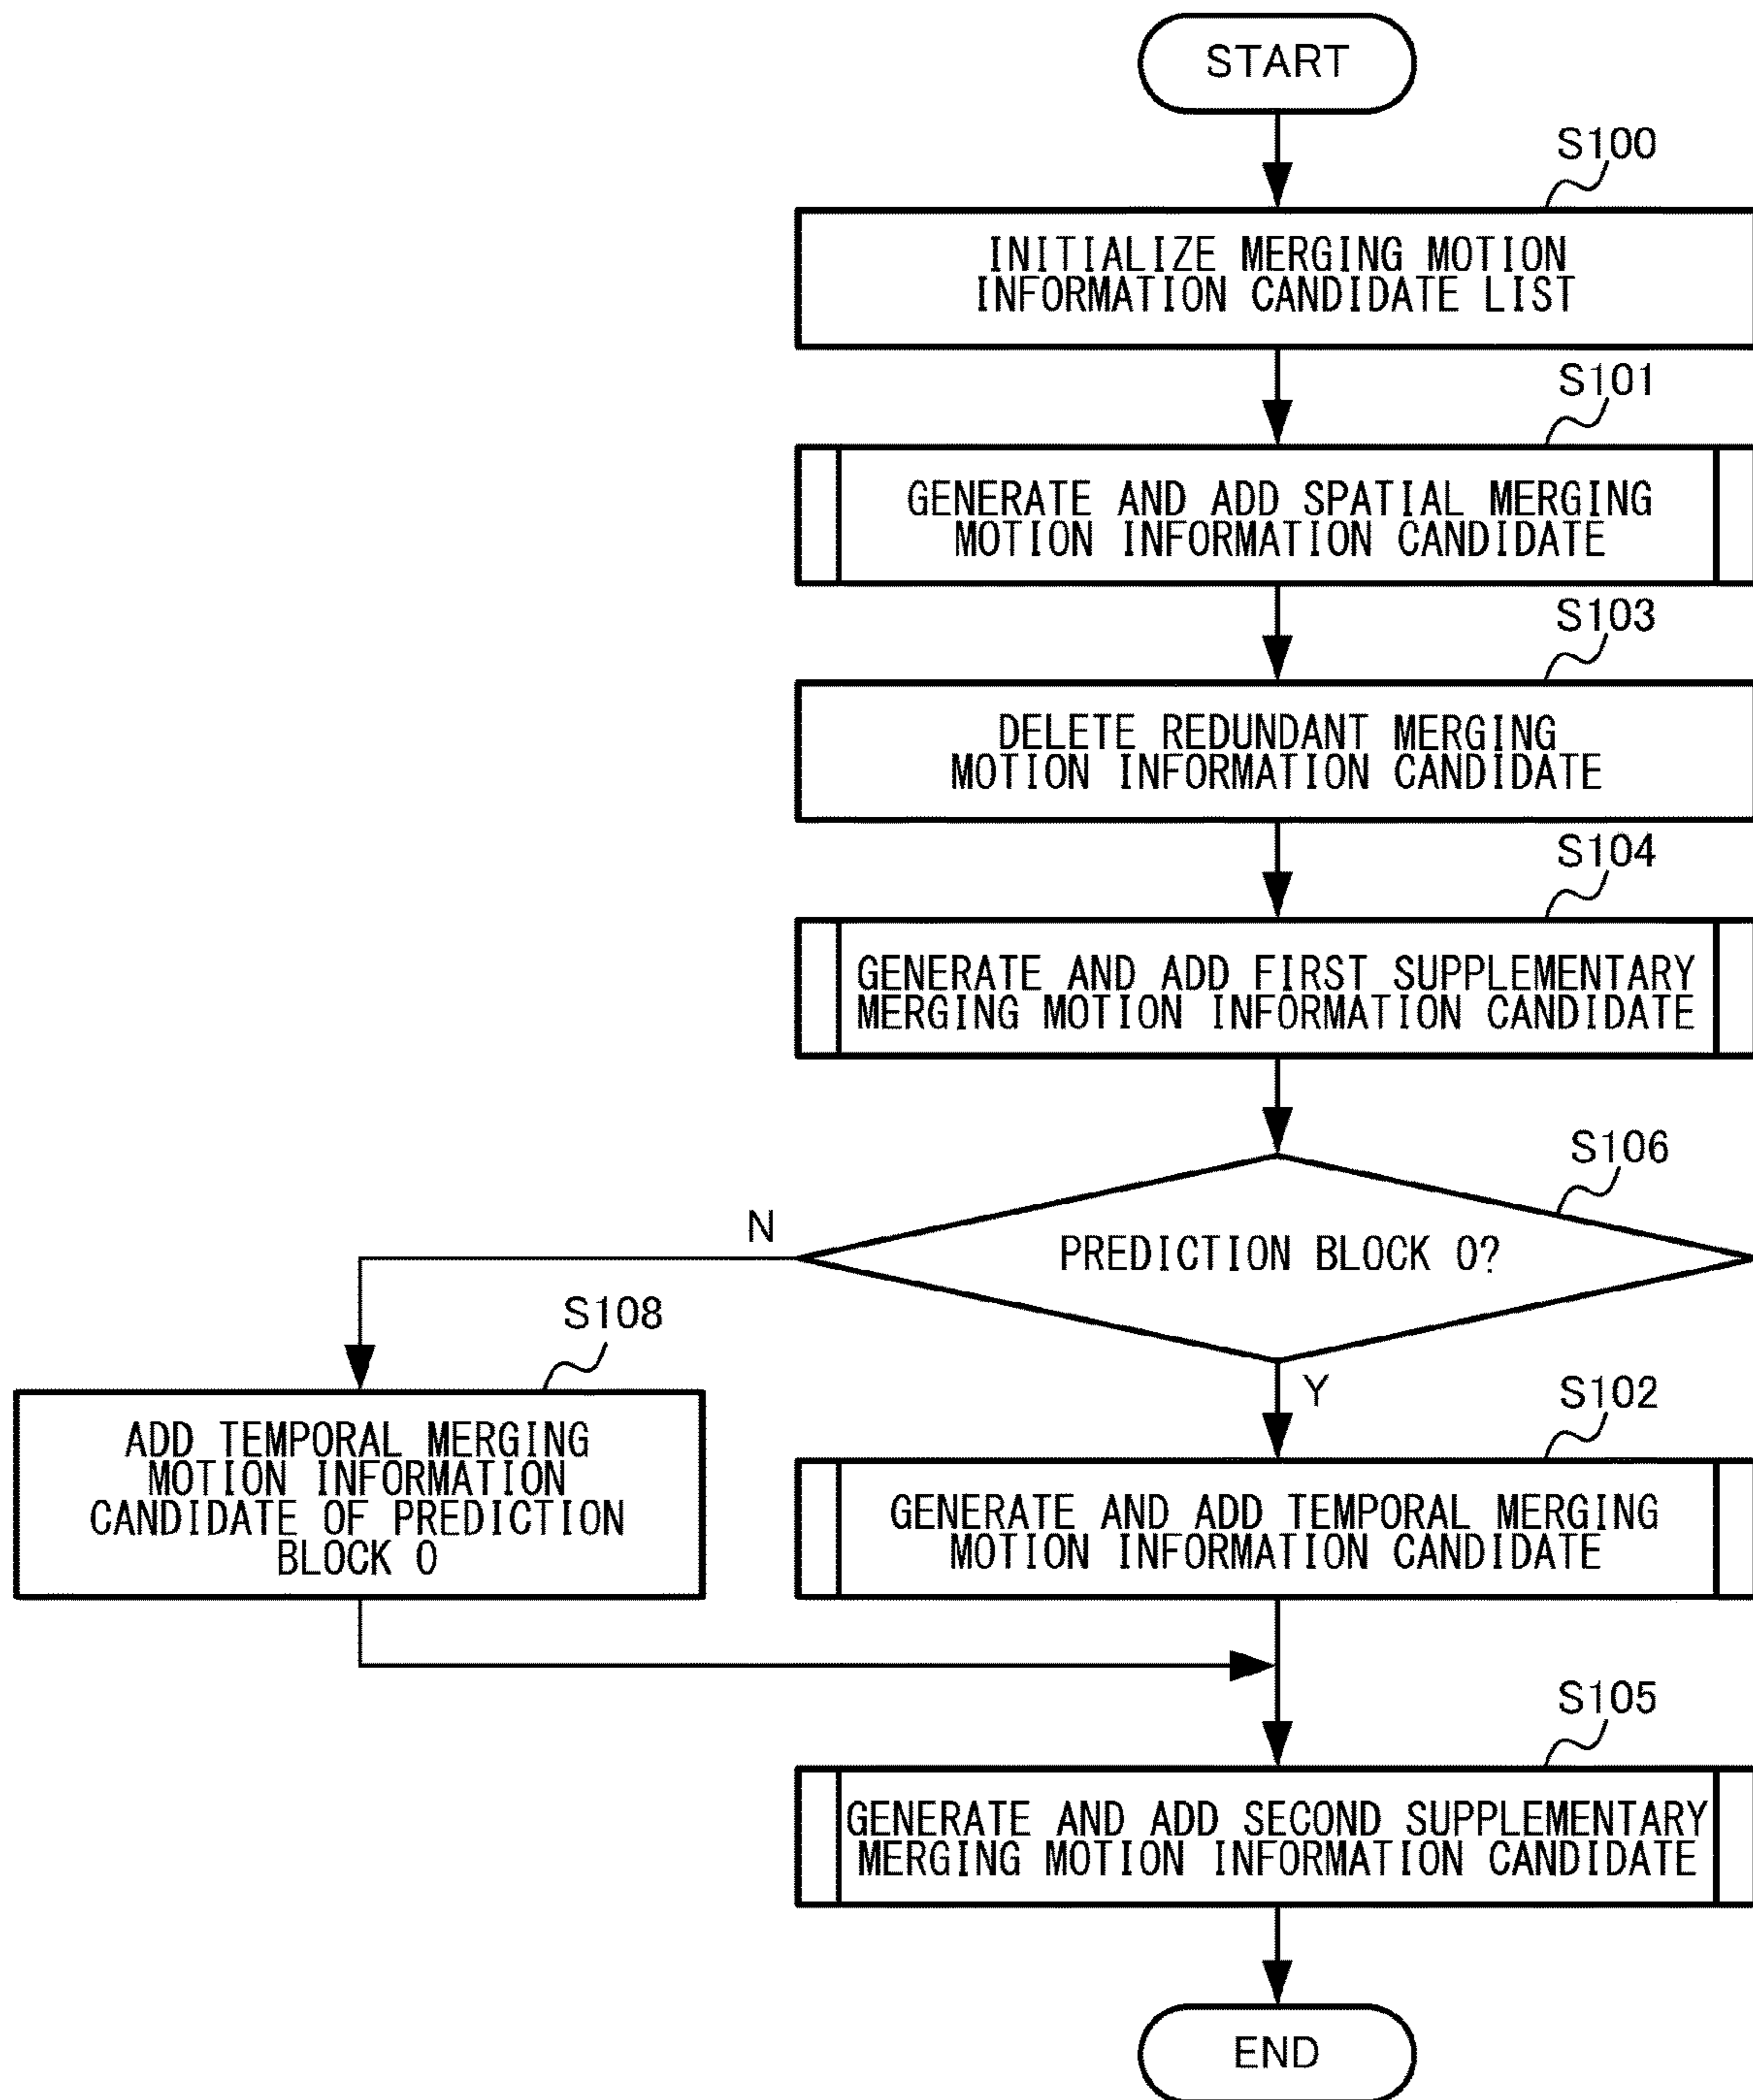 START
S100
INITIALIZE MERGING MOTION
INFORMATION CANDIDATE LIST
S101
GENERATE AND ADD SPATIAL MERGING
MOTION INFORMATION CANDIDATE
S103
DELETE REDUNDANT MERGING
MOTION INFORMATION CANDIDATE
S104
GENERATE AND ADD FIRST SUPPLEMENTARY
MERGING MOTION INFORMATION CANDIDATE
S106
N
PREDICTION BLOCK 0?
S108
Y
S102
ADD TEMPORAL MERGING
MOTION INFORMATION
CANDIDATE OF PREDICTION
BLOCK 0
GENERATE AND ADD TEMPORAL MERGING
MOTION INFORMATION CANDIDATE
S105
GENERATE AND ADD SECOND SUPPLEMENTARY
MERGING MOTION INFORMATION CANDIDATE
END